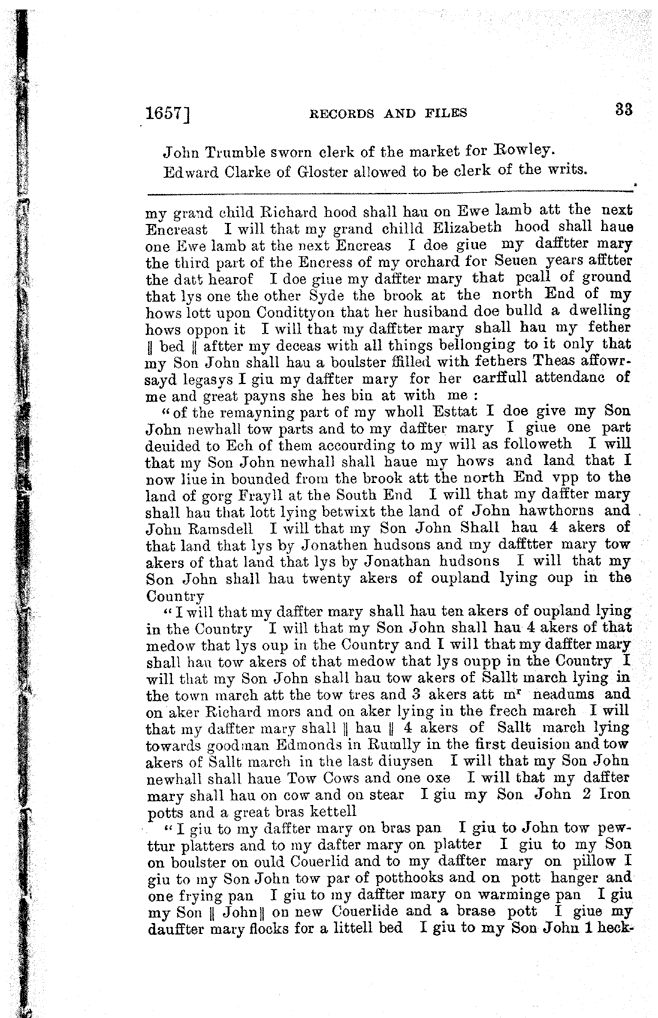 1657] RECORDS AND FILES 33
John Trumble sworn clerk of the market for Rowley.
Edward Clarke of Gloster allowed to be clerk of the writs.
my grand child Richard hood shall hau on Ewe lamb att the next
Encreast I will that my grand chilld Elizabeth hood shall haue
one Ewe lamb at the next Encreas I doe giue my dafftter mary
the third part of the Encress of my orchard for Seuen years afftter
the datt hearof I doe giue my daffter mary that pcall of ground
that lys one the other Syde the brook at the north End of my
hows lott upon Condittyon that her husiband doe bulld a dwelling
hows oppon it I will that my dafftter mary shall hau my fether
‖ bed ‖ aftter my deceas with all things bellonging to it only that
my Son John shall hau a boulster ffilled with fethers Theas affowr-
sayd legasys I giu my daffter mary for her carffull attendanc of
me and great payns she hes bin at with me :
"of the remayning part of my wholl Esttat I doe give my Son
John newhall tow parts and to my daffter mary I giue one part
deuided to Ech of them accourding to my will as followeth I will
that my Son John newhall shall haue my hows and land that I
now liue in bounded from the brook att the north End vpp to the
land of gorg Frayll at the South End I will that my daffter mary
shall hau that lott lying betwixt the land of John hawthorns and
John Ramsdell I will that my Son John Shall hau 4 akers of
that land that lys by Jonathen hudsons and my dafftter mary tow
akers of that land that lys by Jonathan hudsons I will that my
Son John shall hau twenty akers of oupland lying oup in the
Country
"I will that my daffter mary shall hau ten akers of oupland lying
in the Country I will that my Son John shall hau 4 akers of that
medow that lys oup in the Country and I will that my daffter mary
shall hau tow akers of that medow that lys oupp in the Country I
will that my Son John shall hau tow akers of Sallt march lying in
the town march att the tow tres and 3 akers att mʳ neadums and
on aker Richard mors and on aker lying in the frech march I will
that my daffter mary shall ‖ hau ‖ 4 akers of Sallt march lying
towards goodman Edmonds in Rumlly in the first deuision and tow
akers of Sallt march in the last diuysen I will that my Son John
newhall shall haue Tow Cows and one oxe I will that my daffter
mary shall hau on cow and on stear I giu my Son John 2 Iron
potts and a great bras kettell
"I giu to my daffter mary on bras pan I giu to John tow pew-
ttur platters and to my dafter mary on platter I giu to my Son
on boulster on ould Couerlid and to my daffter mary on pillow I
giu to my Son John tow par of potthooks and on pott hanger and
one frying pan I giu to my daffter mary on warminge pan I giu
my Son ‖ John‖ on new Couerlide and a brase pott I giue my
dauffter mary flocks for a littell bed I giu to my Son John 1 heck-